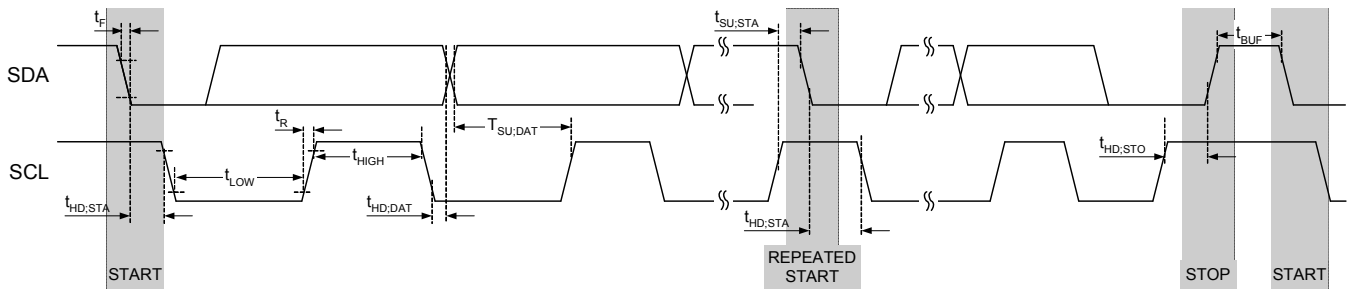 tF
tSU;STA
tBUF
SDA
tR
TSU;DAT
tHIGH
tHD;STO
SCL
tLOW
tHD;STA
tHD;DAT
tHD;STA
START
REPEATED
START
STOP
START